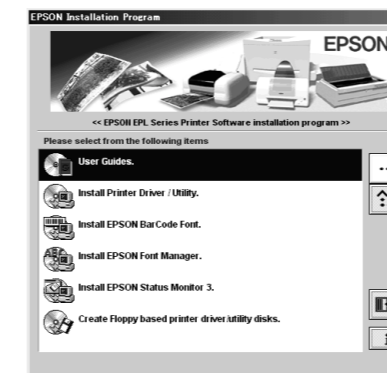 EPSON Installation Program
EPSON
<< EPSON EPL Series Printer Software installation program >>
Please select from the following items
User Guides.
Install Printer Driver / Utility.
Install EPSON BarCode Font.
Install EPSON Font Manager.
Install EPSON Status Monitor 3.
Create Floppy based printer driver/utility disks.